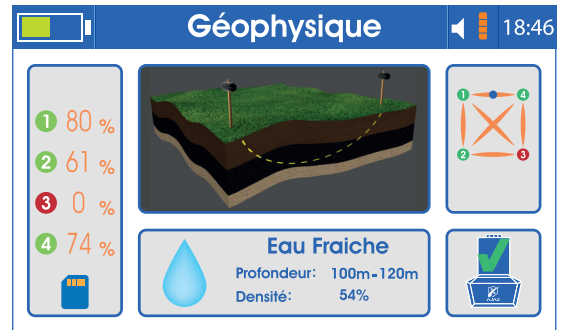 Géophysique
18:46
1 80 %
2 61 %
3 0 %
4 74 %
1 4
2 3
Eau Fraiche
Profondeur: 100m-120m
Densité: 54%
AJAX